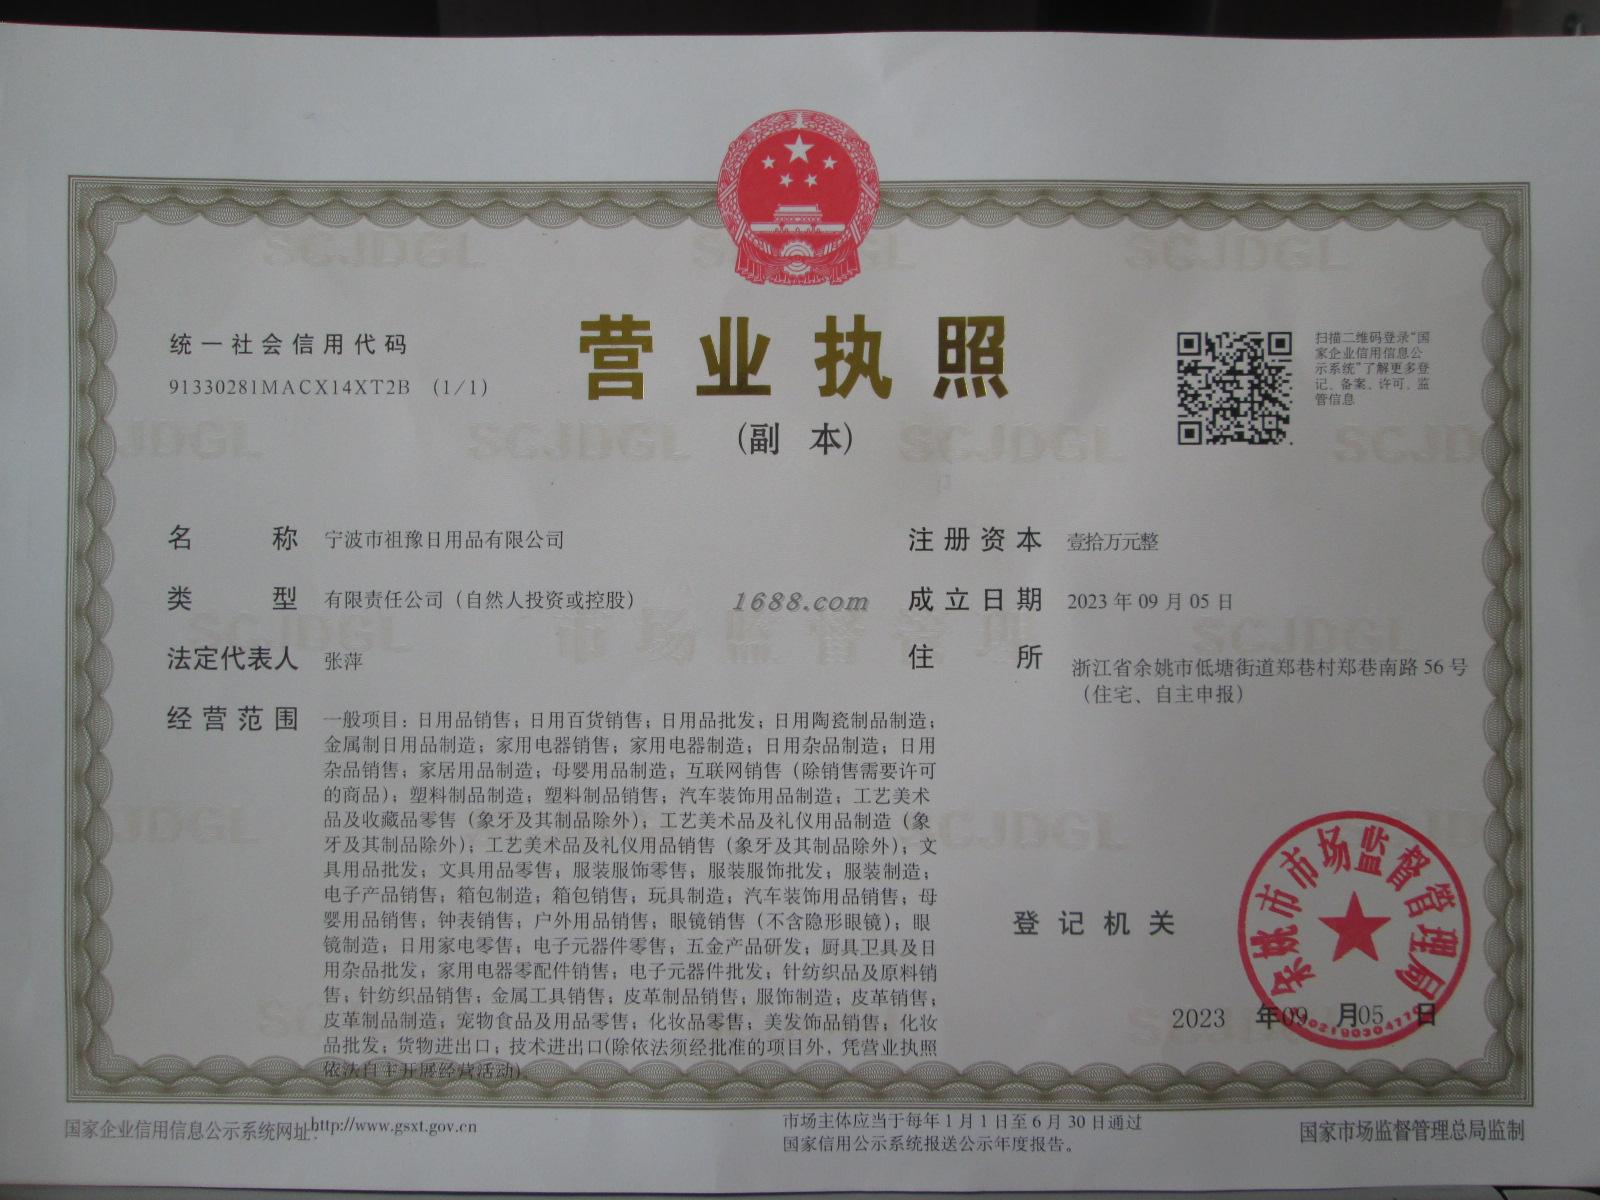 营业执照
(副 本)
统一社会信用代码
91330281MACX14XT2B (1/1)
扫描二维码登录“国
家企业信用信息公
示系统”了解更多登
记、备案、许可、监
管信息
名 称 宁波市祖豫日用品有限公司
类 型 有限责任公司（自然人投资或控股）
法定代表人 张萍
经营范围 一般项目：日用品销售；日用百货销售；日用品批发；日用陶瓷制品制造；
金属制日用品制造；家用电器销售；家用电器制造；日用杂品制造；日用
杂品销售；家居用品制造；母婴用品制造；互联网销售（除销售需要许可
的商品）；塑料制品制造；塑料制品销售；汽车装饰用品制造；工艺美术
品及收藏品零售（象牙及其制品除外）；工艺美术品及礼仪用品制造（象
牙及其制品除外）；工艺美术品及礼仪用品销售（象牙及其制品除外）；文
具用品批发；文具用品零售；服装服饰零售；服装服饰批发；服装制造；
电子产品销售；箱包制造；箱包销售；玩具制造；汽车装饰用品销售；母
婴用品销售；钟表销售；户外用品销售；眼镜销售（不含隐形眼镜）；眼
镜制造；日用家电零售；电子元器件零售；五金产品研发；厨具卫具及日
用杂品批发；家用电器零配件销售；电子元器件批发；针纺织品及原料销
售；针纺织品销售；金属工具销售；皮革制品销售；服饰制造；皮革销售；
皮革制品制造；宠物食品及用品零售；化妆品零售；美发饰品销售；化妆
品批发；货物进出口；技术进出口(除依法须经批准的项目外，凭营业执照
依法自主开展经营活动)。
注册资本 壹拾万元整
成立日期 2023 年 09 月 05 日
住 所 浙江省余姚市低塘街道郑巷村郑巷南路 56 号
（住宅、自主申报）
1688.com
市场监督管理
SCJDGL
登记机关
余姚市市场监督管理局
2023 年09 月05 日
国家企业信用信息公示系统网址：http://www.gsxt.gov.cn
市场主体应当于每年 1 月 1 日至 6 月 30 日通过
国家信用公示系统报送公示年度报告。
国家市场监督管理总局监制